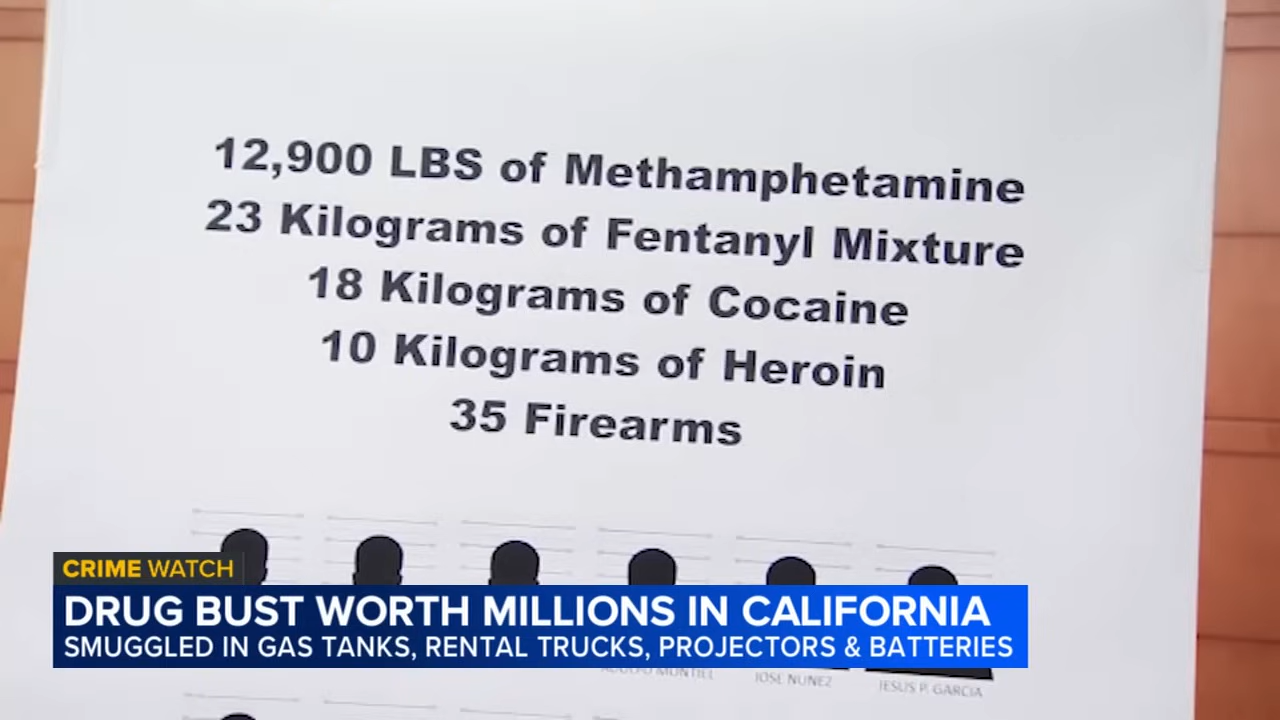 12,900 LBS of Methamphetamine
23 Kilograms of Fentanyl Mixture
18 Kilograms of Cocaine
10 Kilograms of Heroin
35 Firearms
CRIME WATCH
DRUG BUST WORTH MILLIONS IN CALIFORNIA
SMUGGLED IN GAS TANKS, RENTAL TRUCKS, PROJECTORS & BATTERIES
ADOLFO MONTIEL
JOSE NUNEZ
JESUS P. GARCIA